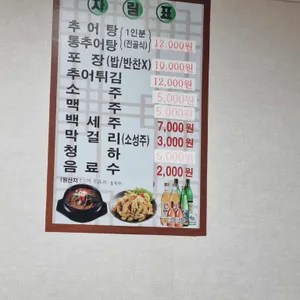 차림표
추어탕 (1인분)
통추어탕 (전골식) 12,000원
포장(밥/반찬X) 10,000원
추어튀김 12,000원
소주 5,000원
맥주 5,000원
백세주 7,000원
막걸리(소성주) 3,000원
청하 5,000원
음료수 2,000원
(원산지